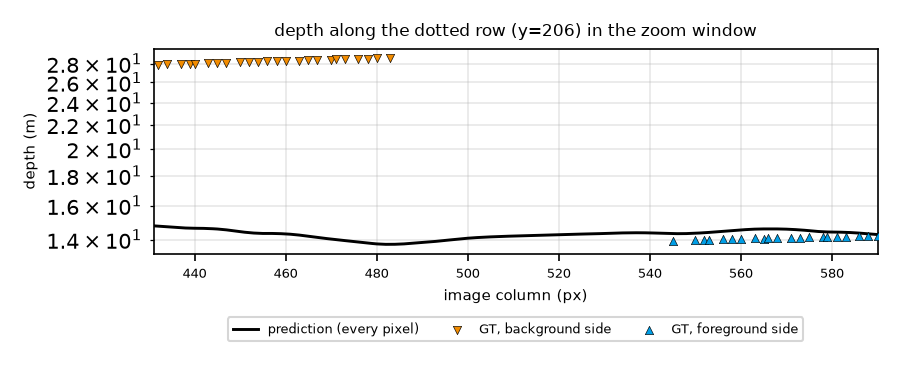 depth along the dotted row (y=206) in the zoom window
depth (m)
2.8 × 10¹
2.6 × 10¹
2.4 × 10¹
2.2 × 10¹
2 × 10¹
1.8 × 10¹
1.6 × 10¹
1.4 × 10¹
440 460 480 500 520 540 560 580
image column (px)
prediction (every pixel) GT, background side GT, foreground side